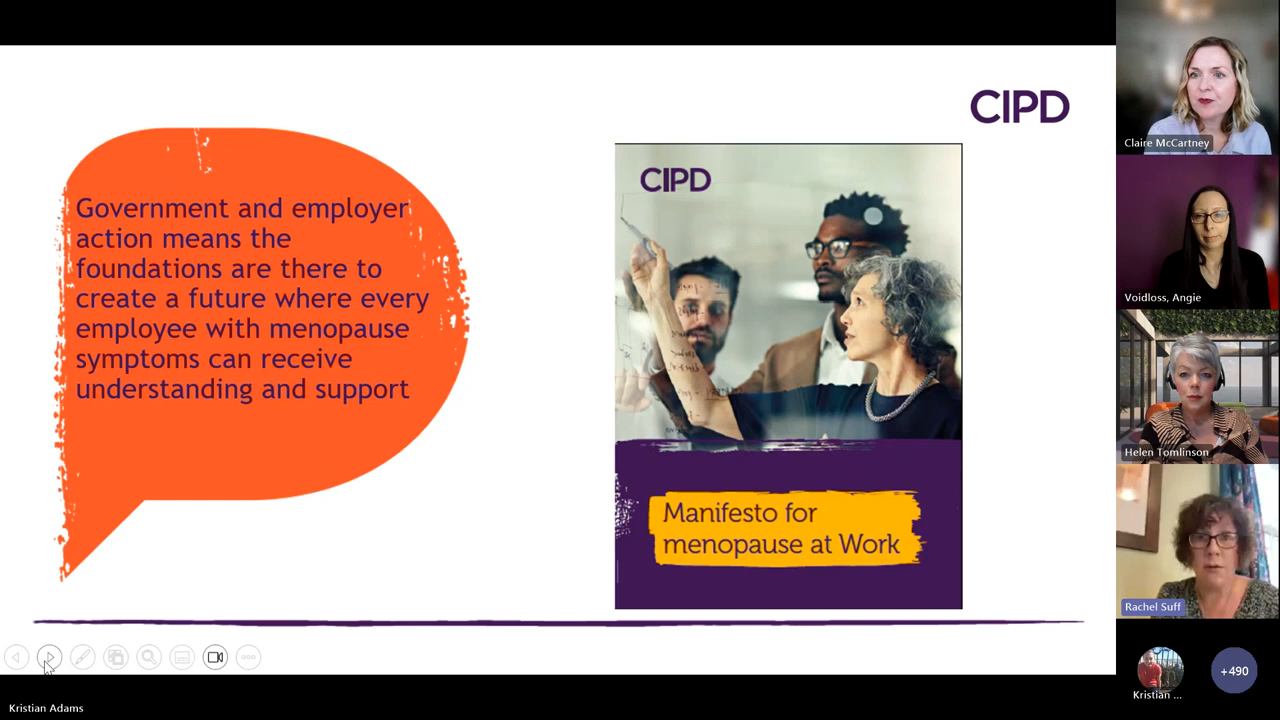 CIPD
Government and employer
action means the
foundations are there to
create a future where every
employee with menopause
symptoms can receive
understanding and support
CIPD
Manifesto for
menopause at Work
Claire McCartney
Voidloss, Angie
Helen Tomlinson
Rachel Suff
Kristian ...
+490
Kristian Adams